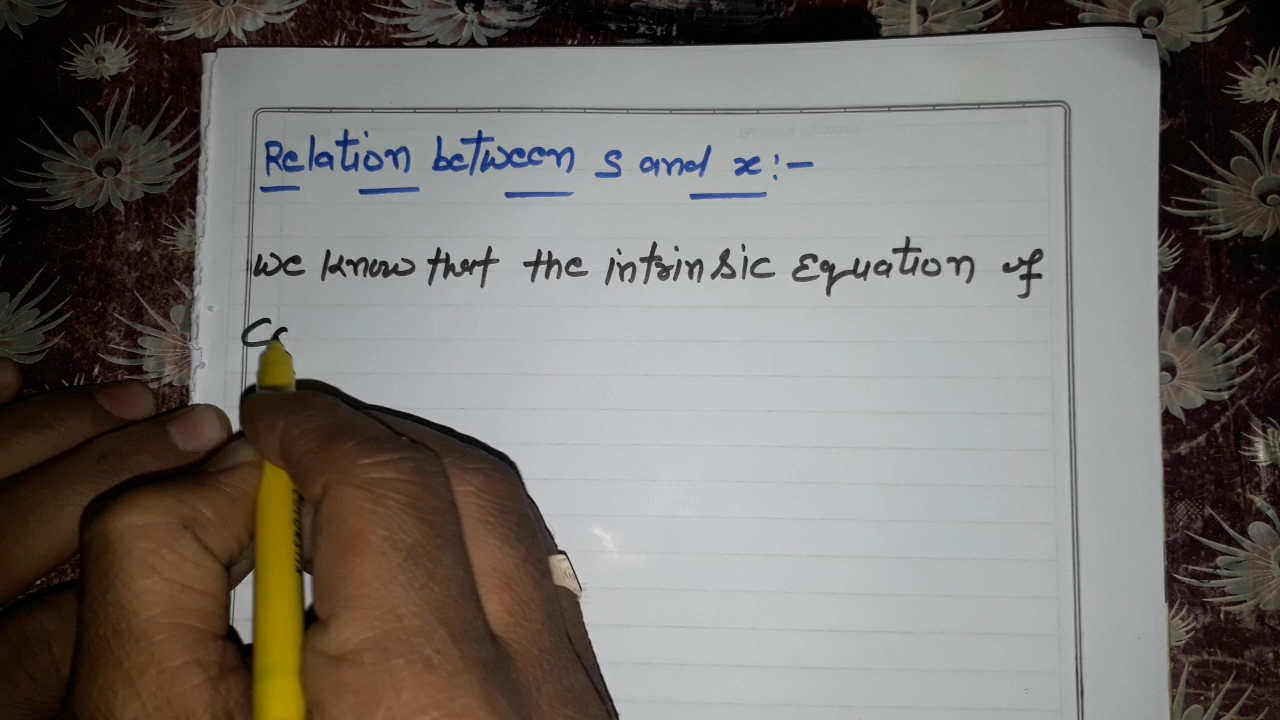 Relation between s and x:-
We know that the intrinsic Equation of